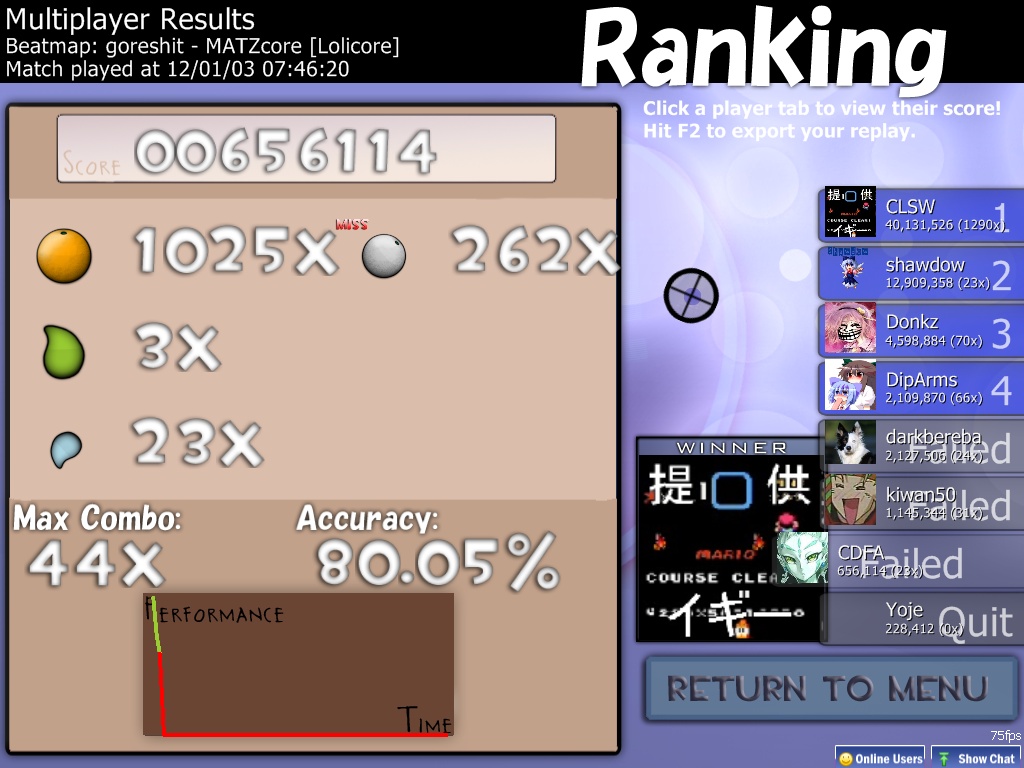 Multiplayer Results
Beatmap: goreshit - MATZcore [Lolicore]
Match played at 12/01/03 07:46:20
Ranking
Click a player tab to view their score!
Hit F2 to export your replay.
Score 00656114
1025X MISS 262X
3X
23X
Max Combo: Accuracy:
44X 80.05%
Performance
Time
CLSW
40,131,526 (1290x)
1
shawdow
12,909,358 (23x)
2
Donkz
4,598,884 (70x)
3
DipArms
2,109,870 (66x)
4
darkbereba
2,127,506 (24x)
Failed
kiwan50
1,145,344 (31x)
Failed
CDFA
656,114 (23x)
Failed
Yoje
228,412 (0x)
Quit
WINNER
提 供
MARIO
COURSE CLEA
イギー
RETURN TO MENU
75fps
Online Users
Show Chat